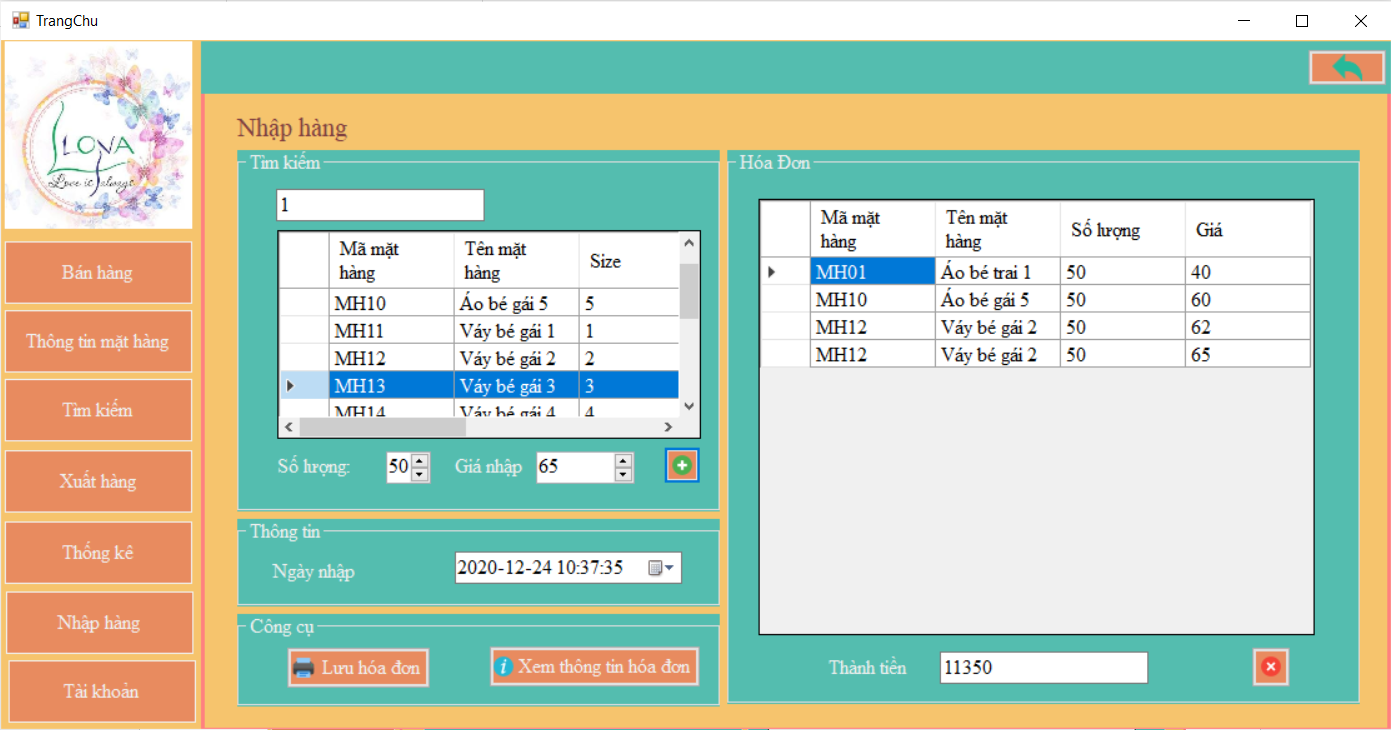 TrangChu
LOVA
Love it always
Bán hàng
Thông tin mặt hàng
Tìm kiếm
Xuất hàng
Thống kê
Nhập hàng
Tài khoản
Nhập hàng
Tìm kiếm
1
Mã mặt hàng Tên mặt hàng Size
MH10 Áo bé gái 5 5
MH11 Váy bé gái 1 1
MH12 Váy bé gái 2 2
MH13 Váy bé gái 3 3
MH14 Váy bé gái 4 4
Số lượng: 50 Giá nhập 65
Thông tin
Ngày nhập 2020-12-24 10:37:35
Công cụ
Lưu hóa đơn Xem thông tin hóa đơn
Hóa Đơn
Mã mặt hàng Tên mặt hàng Số lượng Giá
MH01 Áo bé trai 1 50 40
MH10 Áo bé gái 5 50 60
MH12 Váy bé gái 2 50 62
MH12 Váy bé gái 2 50 65
Thành tiền 11350